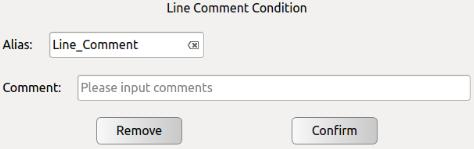 Line Comment Condition
Alias: Line_Comment
Comment: Please input comments
Remove Confirm